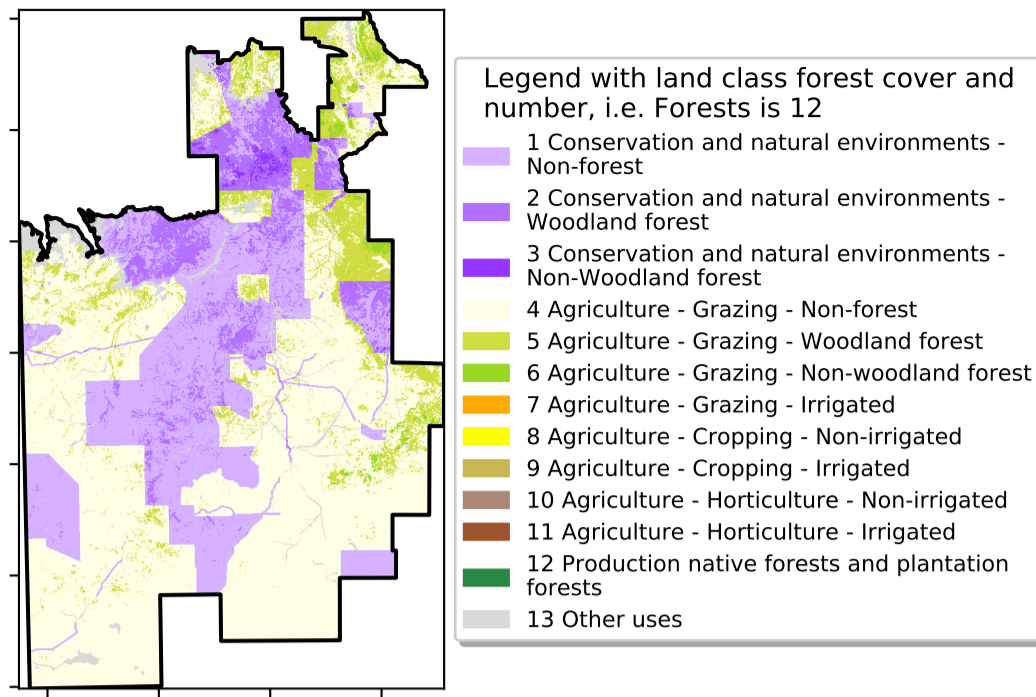 Legend with land class forest cover and
number, i.e. Forests is 12
1 Conservation and natural environments -
Non-forest
2 Conservation and natural environments -
Woodland forest
3 Conservation and natural environments -
Non-Woodland forest
4 Agriculture - Grazing - Non-forest
5 Agriculture - Grazing - Woodland forest
6 Agriculture - Grazing - Non-woodland forest
7 Agriculture - Grazing - Irrigated
8 Agriculture - Cropping - Non-irrigated
9 Agriculture - Cropping - Irrigated
10 Agriculture - Horticulture - Non-irrigated
11 Agriculture - Horticulture - Irrigated
12 Production native forests and plantation
forests
13 Other uses